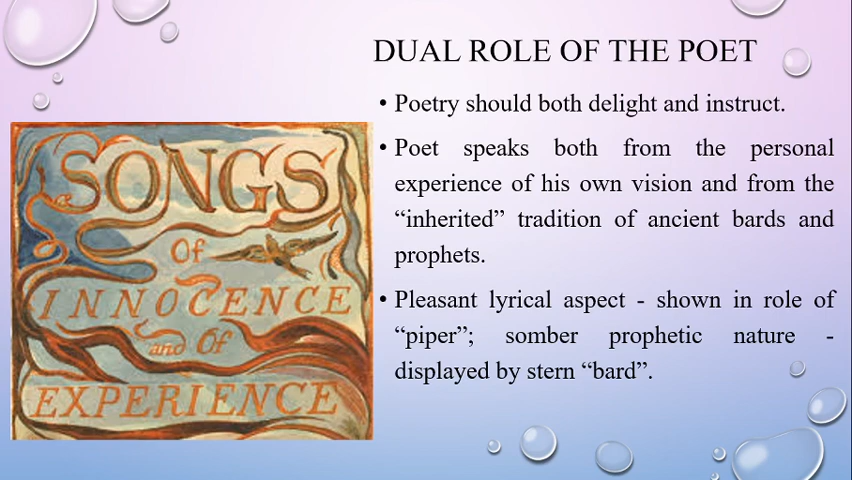 DUAL ROLE OF THE POET
• Poetry should both delight and instruct.
• Poet speaks both from the personal
experience of his own vision and from the
“inherited” tradition of ancient bards and
prophets.
• Pleasant lyrical aspect - shown in role of
“piper”; somber prophetic nature -
displayed by stern “bard”.
SONGS
Of
INNOCENCE
and Of
EXPERIENCE